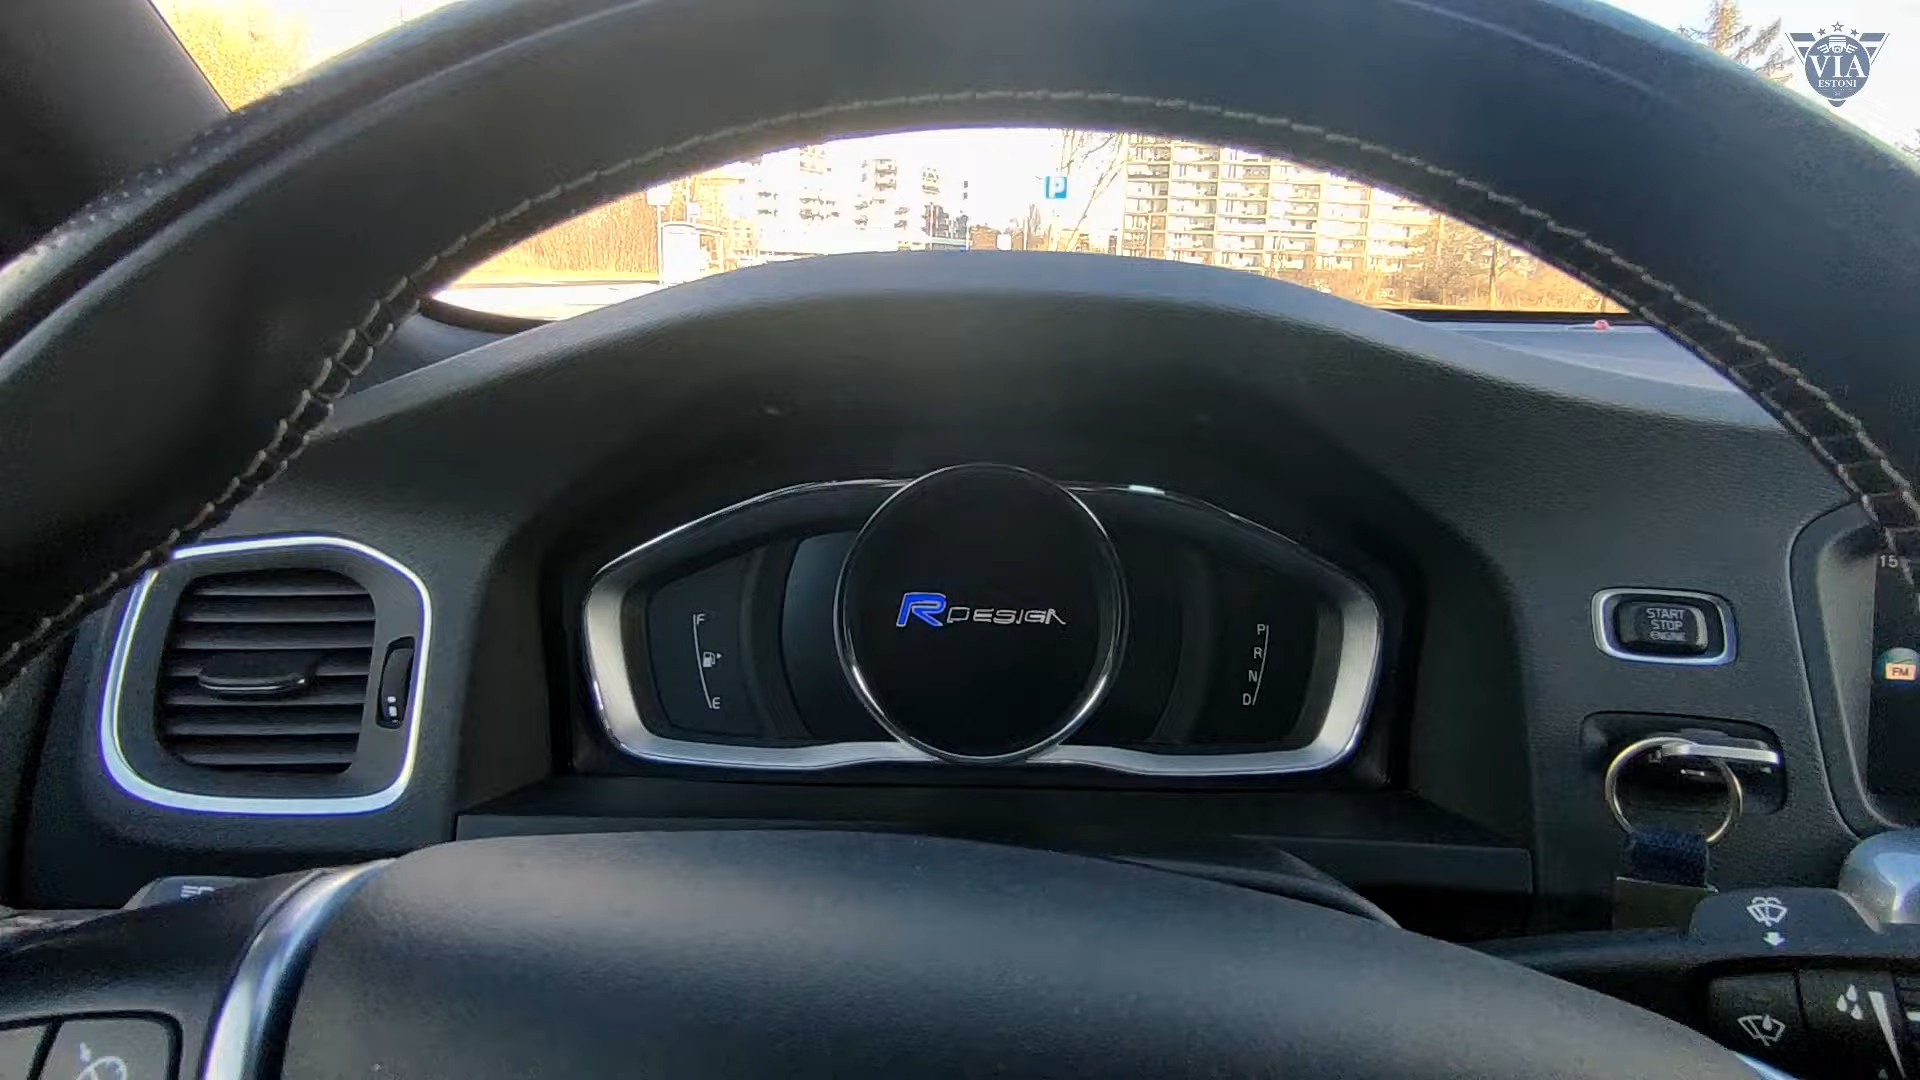 VIA
ESTONI
P
R DESIGN
F
E
P
R
N
D
START
STOP
ENGINE
15
FM